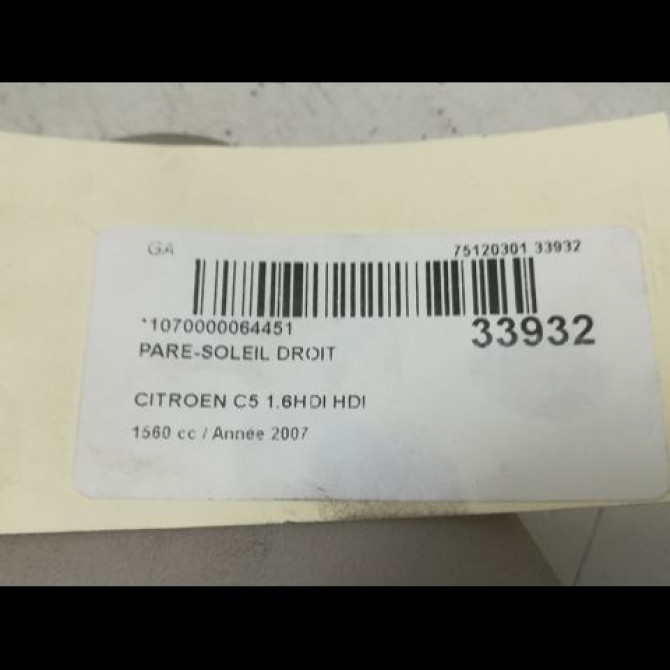 GA 75120301 33932
*1070000064451 33932
PARE-SOLEIL DROIT
CITROEN C5 1.6HDI HDI
1560 cc / Année 2007